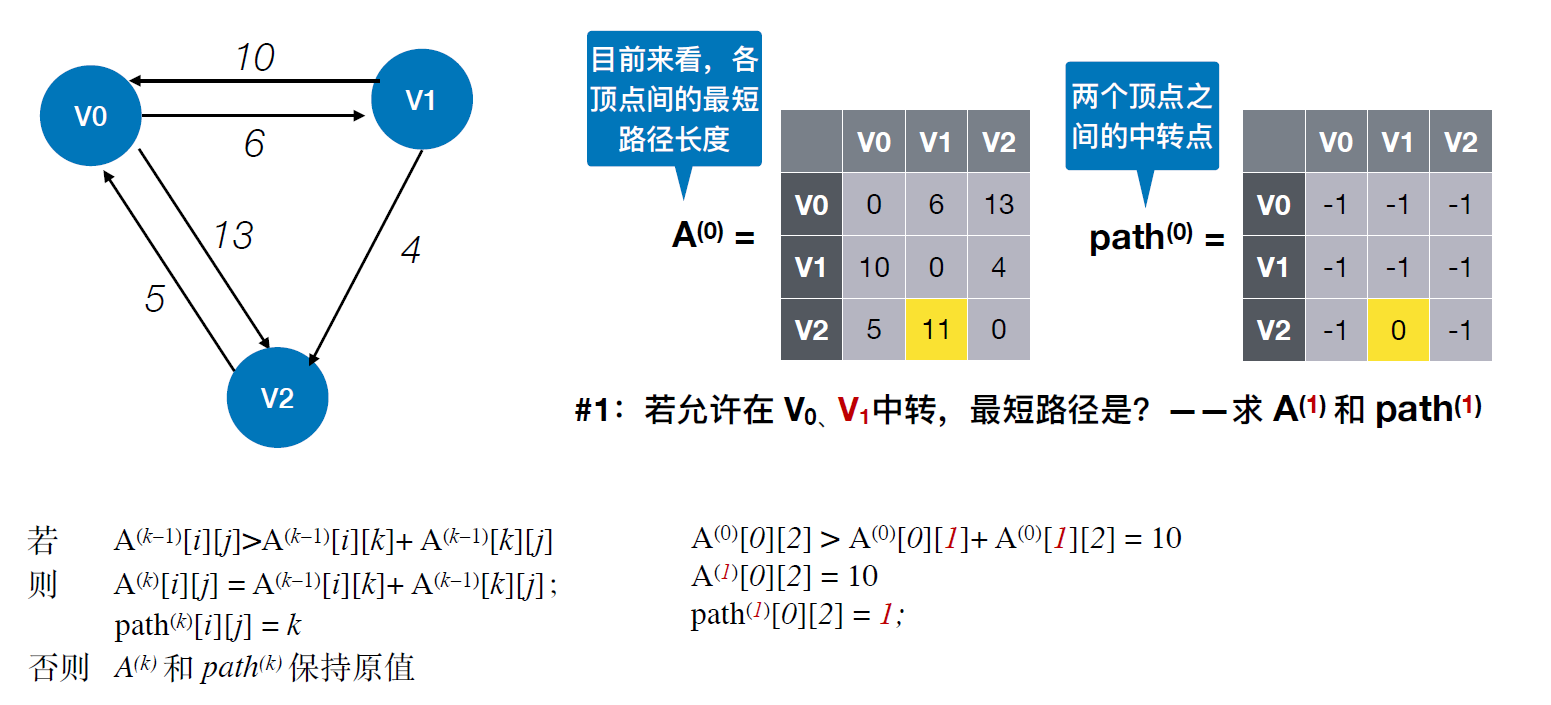 10
V0
V1
6
13
4
5
V2
目前来看，各
顶点间的最短
路径长度
A(0) =
V0 V1 V2
V0 0 6 13
V1 10 0 4
V2 5 11 0
两个顶点之
间的中转点
path(0) =
V0 V1 V2
V0 -1 -1 -1
V1 -1 -1 -1
V2 -1 0 -1
#1：若允许在 V0、V1中转，最短路径是？——求 A(1) 和 path(1)
若 A(k–1)[i][j]>A(k–1)[i][k]+ A(k–1)[k][j]
则 A(k)[i][j] = A(k–1)[i][k]+ A(k–1)[k][j] ;
path(k)[i][j] = k
否则 A(k) 和 path(k) 保持原值
A(0)[0][2] > A(0)[0][1]+ A(0)[1][2] = 10
A(1)[0][2] = 10
path(1)[0][2] = 1;